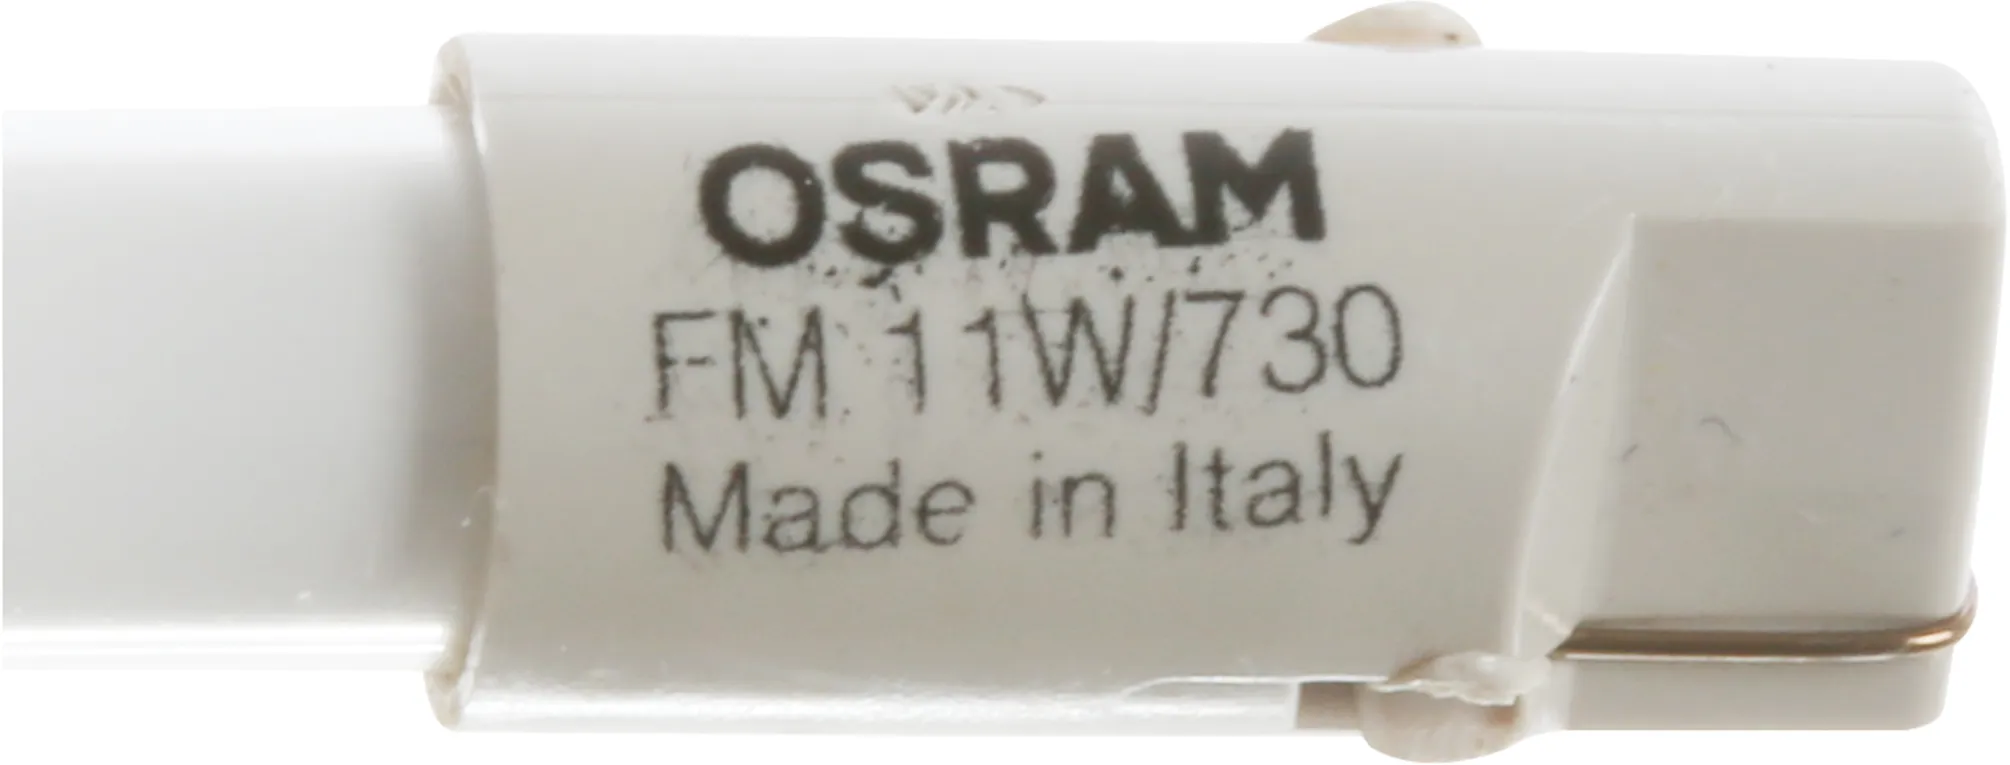 OSRAM
FM 11W/730
Made in Italy